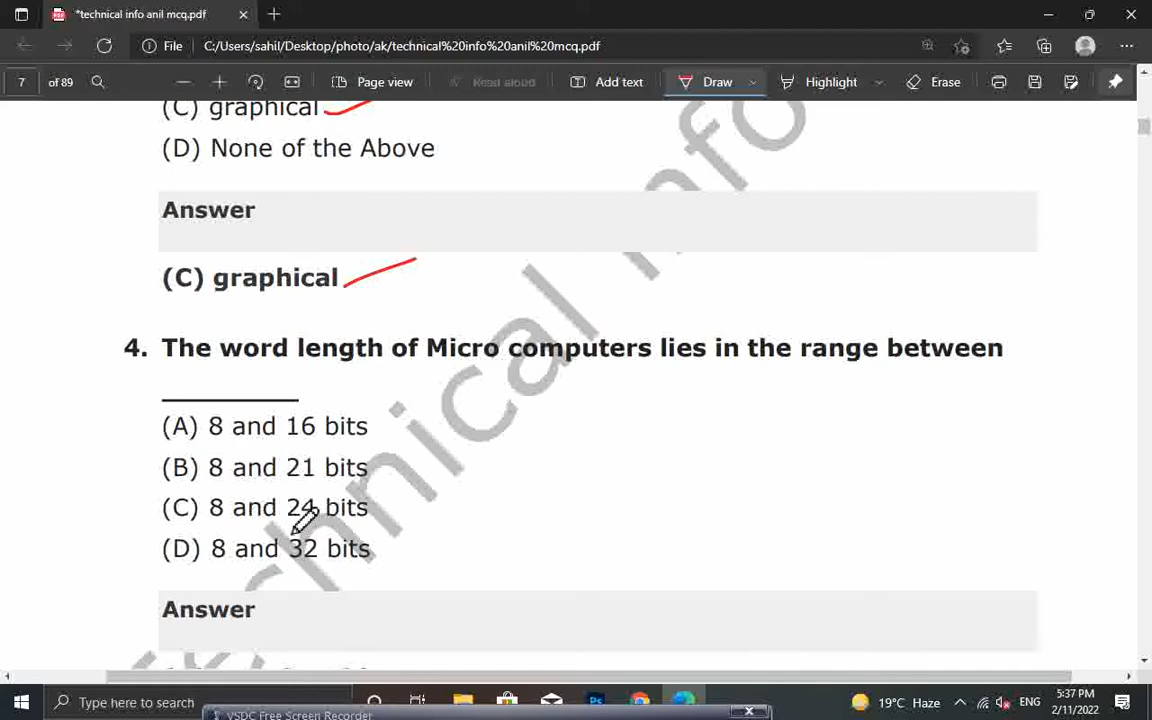 *technical info anil mcq.pdf
File
C:/Users/sahil/Desktop/photo/ak/technical%20info%20anil%20mcq.pdf
7 of 89
Page view
Read aloud
Add text
Draw
Highlight
Erase
(C) graphical
(D) None of the Above
Answer
(C) graphical
4. The word length of Micro computers lies in the range between
__________
(A) 8 and 16 bits
(B) 8 and 21 bits
(C) 8 and 24 bits
(D) 8 and 32 bits
Answer
technical info
Type here to search
19°C Haze
ENG
5:37 PM
2/11/2022
VSDC Free Screen Recorder